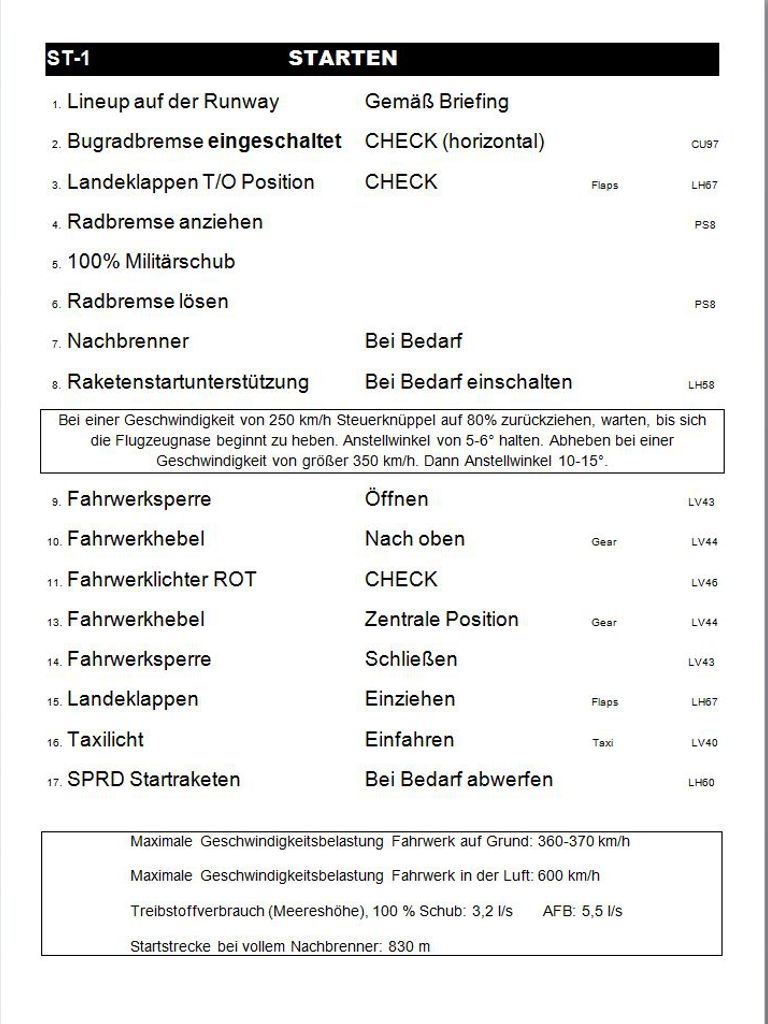 ST-1 STARTEN
1. Lineup auf der Runway Gemäß Briefing
2. Bugradbremse eingeschaltet CHECK (horizontal) CU97
3. Landeklappen T/O Position CHECK Flaps LH67
4. Radbremse anziehen PS8
5. 100% Militärschub
6. Radbremse lösen PS8
7. Nachbrenner Bei Bedarf
8. Raketenstartunterstützung Bei Bedarf einschalten LH58
Bei einer Geschwindigkeit von 250 km/h Steuerknüppel auf 80% zurückziehen, warten, bis sich
die Flugzeugnase beginnt zu heben. Anstellwinkel von 5-6° halten. Abheben bei einer
Geschwindigkeit von größer 350 km/h. Dann Anstellwinkel 10-15°.
9. Fahrwerksperre Öffnen LV43
10. Fahrwerkhebel Nach oben Gear LV44
11. Fahrwerklichter ROT CHECK LV46
13. Fahrwerkhebel Zentrale Position Gear LV44
14. Fahrwerksperre Schließen LV43
15. Landeklappen Einziehen Flaps LH67
16. Taxilicht Einfahren Taxi LV40
17. SPRD Startraketen Bei Bedarf abwerfen LH60
Maximale Geschwindigkeitsbelastung Fahrwerk auf Grund: 360-370 km/h
Maximale Geschwindigkeitsbelastung Fahrwerk in der Luft: 600 km/h
Treibstoffverbrauch (Meereshöhe), 100 % Schub: 3,2 l/s AFB: 5,5 l/s
Startstrecke bei vollem Nachbrenner: 830 m